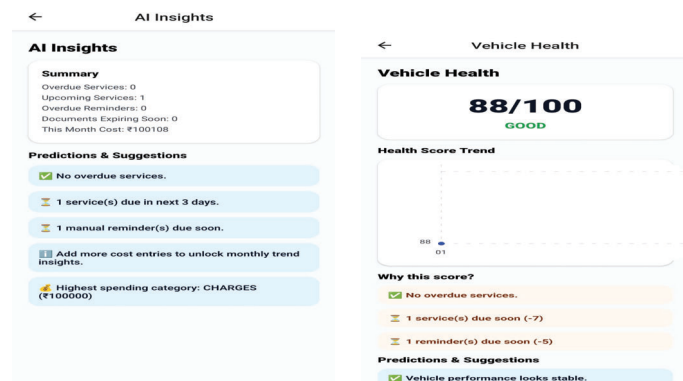 ← AI Insights
AI Insights
Summary
Overdue Services: 0
Upcoming Services: 1
Overdue Reminders: 0
Documents Expiring Soon: 0
This Month Cost: ₹100108
Predictions & Suggestions
✅ No overdue services.
⏳ 1 service(s) due in next 3 days.
⏳ 1 manual reminder(s) due soon.
ℹ️ Add more cost entries to unlock monthly trend
insights.
💰 Highest spending category: CHARGES
(₹100000)
← Vehicle Health
Vehicle Health
88/100
GOOD
Health Score Trend
88
01
Why this score?
✅ No overdue services.
⏳ 1 service(s) due soon (-7)
⏳ 1 reminder(s) due soon (-5)
Predictions & Suggestions
✅ Vehicle performance looks stable.